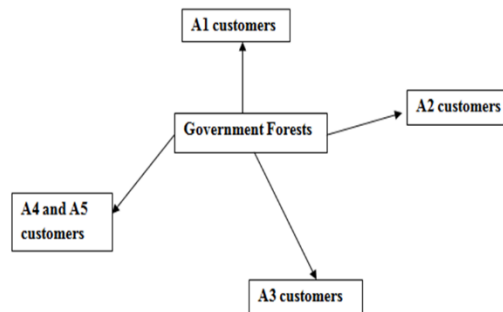 A1 customers
A2 customers
Government Forests
A4 and A5
customers
A3 customers